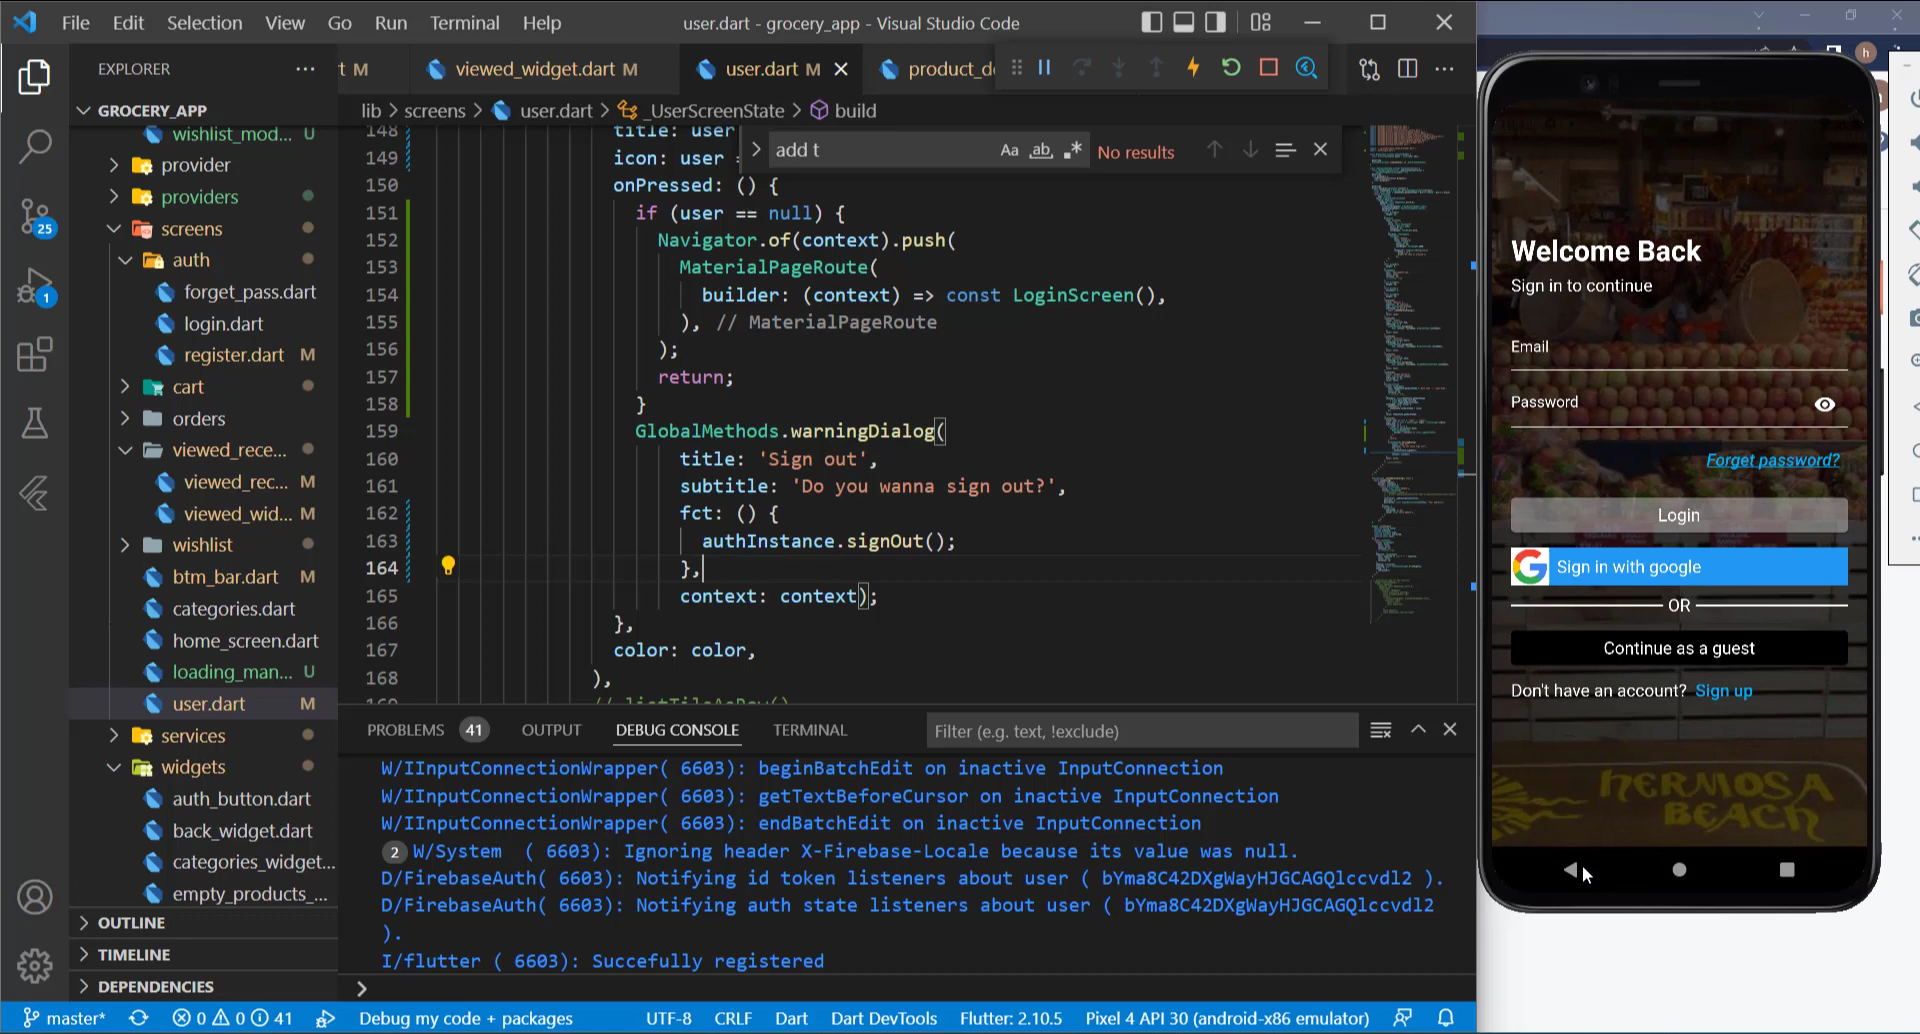 File Edit Selection View Go Run Terminal Help
user.dart - grocery_app - Visual Studio Code
EXPLORER
t M
viewed_widget.dart M
user.dart M
product_d
GROCERY_APP
lib > screens > user.dart > _UserScreenState > build
wishlist_mod... U
provider
providers
screens
auth
forget_pass.dart
login.dart
register.dart M
cart
orders
viewed_rece...
viewed_rec... M
viewed_wid... M
wishlist
btm_bar.dart M
categories.dart
home_screen.dart
loading_man... U
user.dart M
services
widgets
auth_button.dart
back_widget.dart
categories_widget...
empty_products_...
OUTLINE
TIMELINE
DEPENDENCIES
25
1
add t
Aa ab
No results
148 title: user
149 icon: user =
150 onPressed: () {
151 if (user == null) {
152 Navigator.of(context).push(
153 MaterialPageRoute(
154 builder: (context) => const LoginScreen(),
155 ), // MaterialPageRoute
156 );
157 return;
158 }
159 GlobalMethods.warningDialog(
160 title: 'Sign out',
161 subtitle: 'Do you wanna sign out?',
162 fct: () {
163 authInstance.signOut();
164 },
165 context: context);
166 },
167 color: color,
168 ),
169 // listTileAsRow()
PROBLEMS 41 OUTPUT DEBUG CONSOLE TERMINAL
Filter (e.g. text, !exclude)
W/IInputConnectionWrapper( 6603): beginBatchEdit on inactive InputConnection
W/IInputConnectionWrapper( 6603): getTextBeforeCursor on inactive InputConnection
W/IInputConnectionWrapper( 6603): endBatchEdit on inactive InputConnection
2 W/System ( 6603): Ignoring header X-Firebase-Locale because its value was null.
D/FirebaseAuth( 6603): Notifying id token listeners about user ( bYma8C42DXgWayHJGCAGQlccvdl2 ).
D/FirebaseAuth( 6603): Notifying auth state listeners about user ( bYma8C42DXgWayHJGCAGQlccvdl2
).
I/flutter ( 6603): Succefully registered
master* 0 0 41 Debug my code + packages UTF-8 CRLF Dart Dart DevTools Flutter: 2.10.5 Pixel 4 API 30 (android-x86 emulator)
h
Welcome Back
Sign in to continue
Email
Password
Forget password?
Login
Sign in with google
OR
Continue as a guest
Don't have an account? Sign up
HERMOSA
BEACH